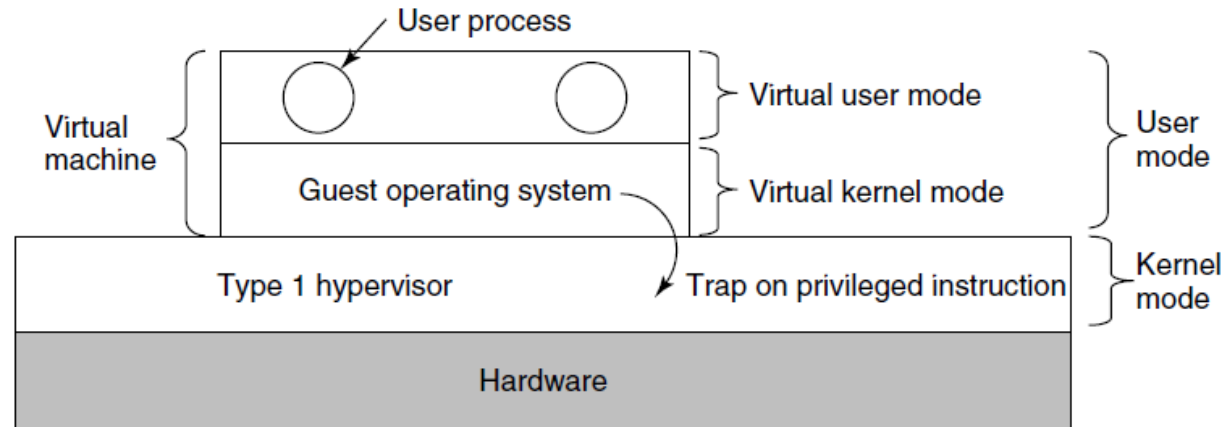 User process
Virtual
machine
Virtual user mode
User
mode
Guest operating system
Virtual kernel mode
Type 1 hypervisor
Trap on privileged instruction
Kernel
mode
Hardware